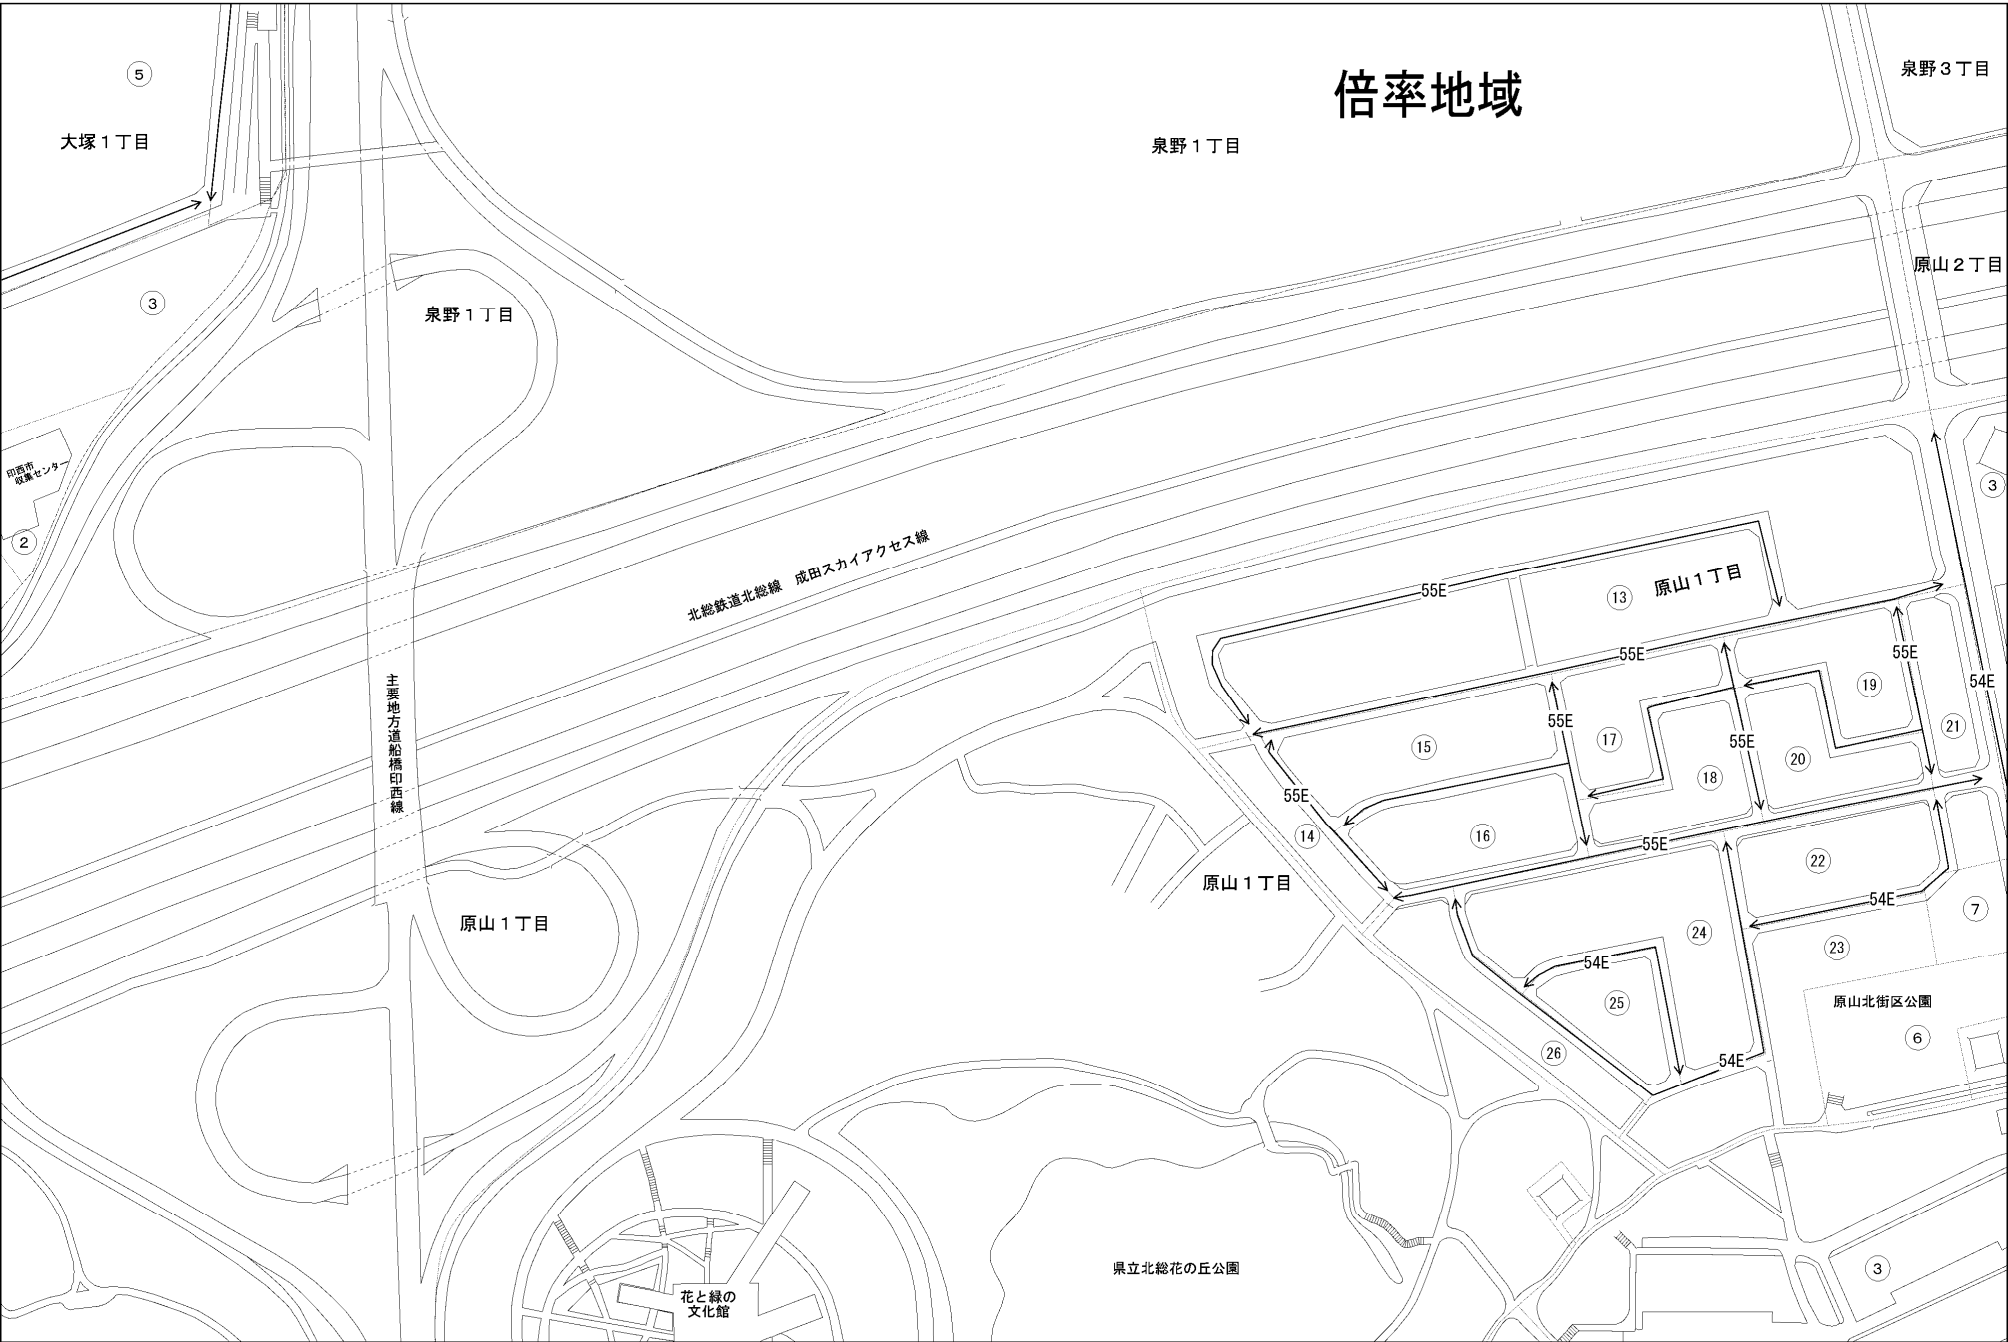 ⑤
大塚１丁目
③
泉野１丁目
倍率地域
泉野１丁目
泉野３丁目
原山２丁目
印西市
収集センター
②
北総鉄道北総線　成田スカイアクセス線
主要地方道船橋印西線
原山１丁目
55E
⑬
原山１丁目
③
55E
55E
54E
⑲
55E
⑰
55E
⑮
㉑
⑳
⑱
55E
⑭
⑯
55E
原山１丁目
㉒
54E
⑦
㉔
㉓
54E
㉕
原山北街区公園
⑥
㉖
54E
県立北総花の丘公園
③
花と緑の
文化館